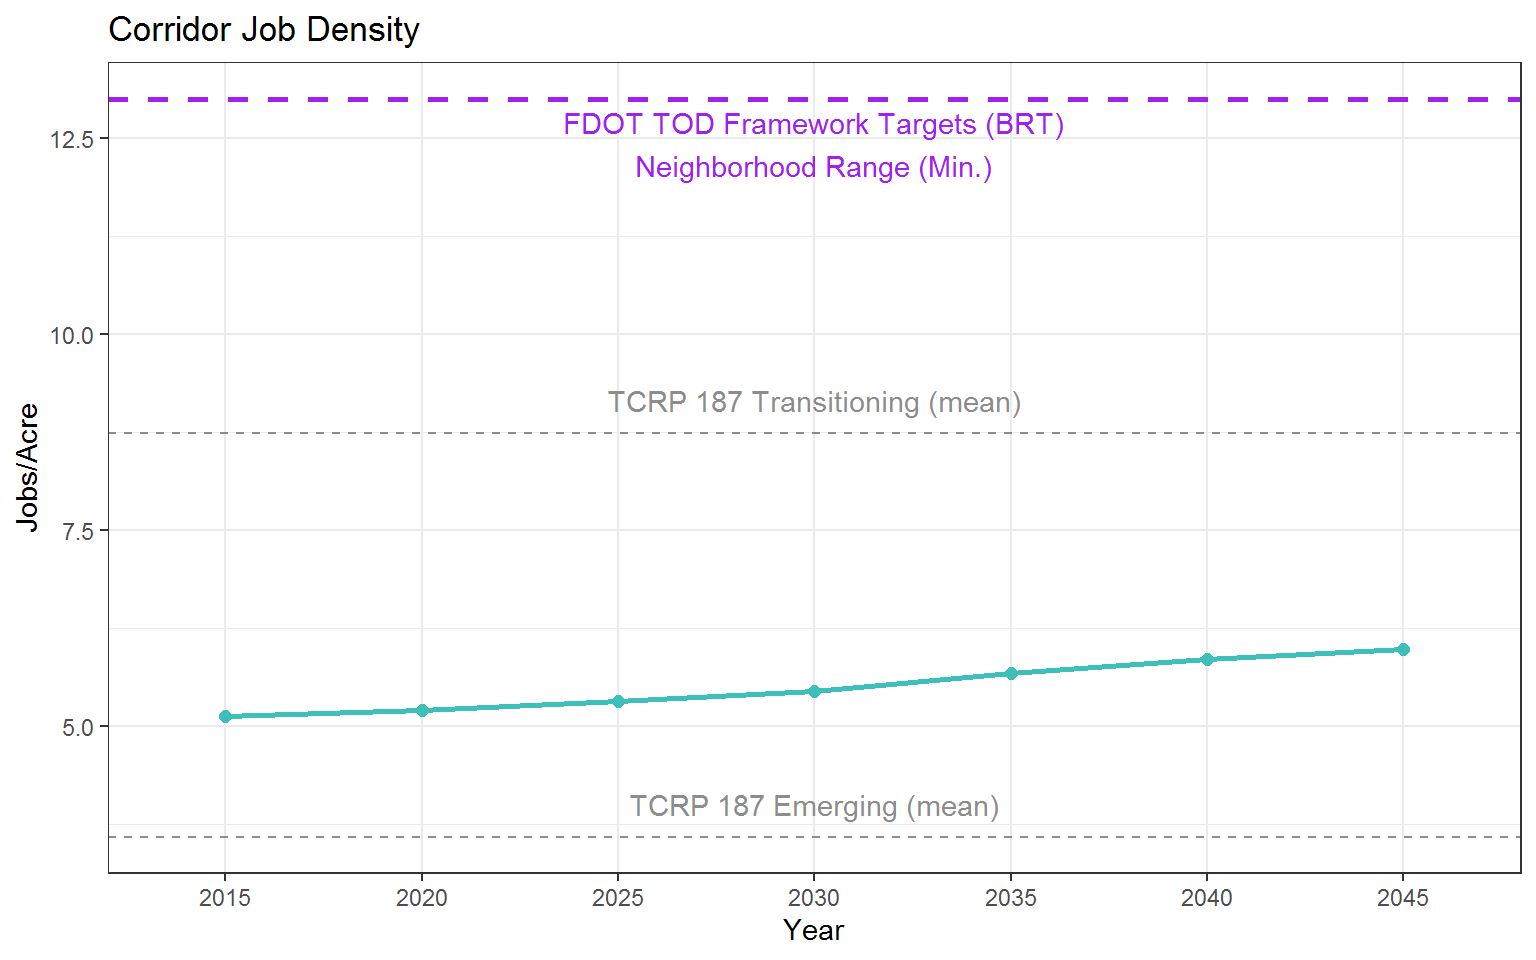 Corridor Job Density
FDOT TOD Framework Targets (BRT)
Neighborhood Range (Min.)
12.5
10.0
TCRP 187 Transitioning (mean)
Jobs/Acre
7.5
5.0
TCRP 187 Emerging (mean)
2015 2020 2025 2030 2035 2040 2045
Year